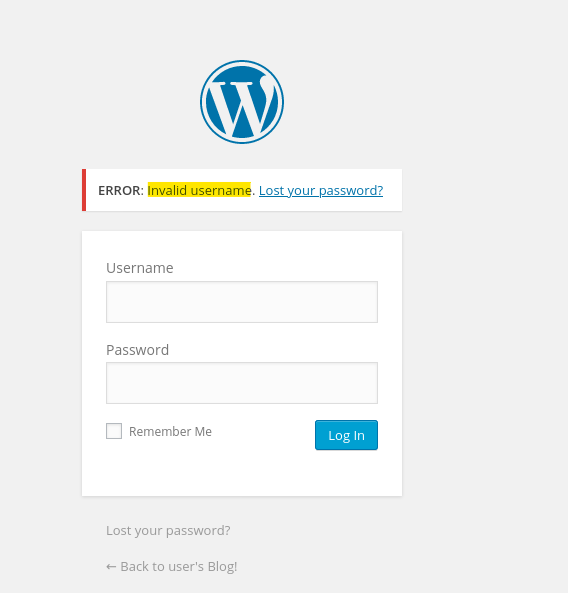 ERROR: Invalid username. Lost your password?
Username
Password
Remember Me
Log In
Lost your password?
← Back to user's Blog!